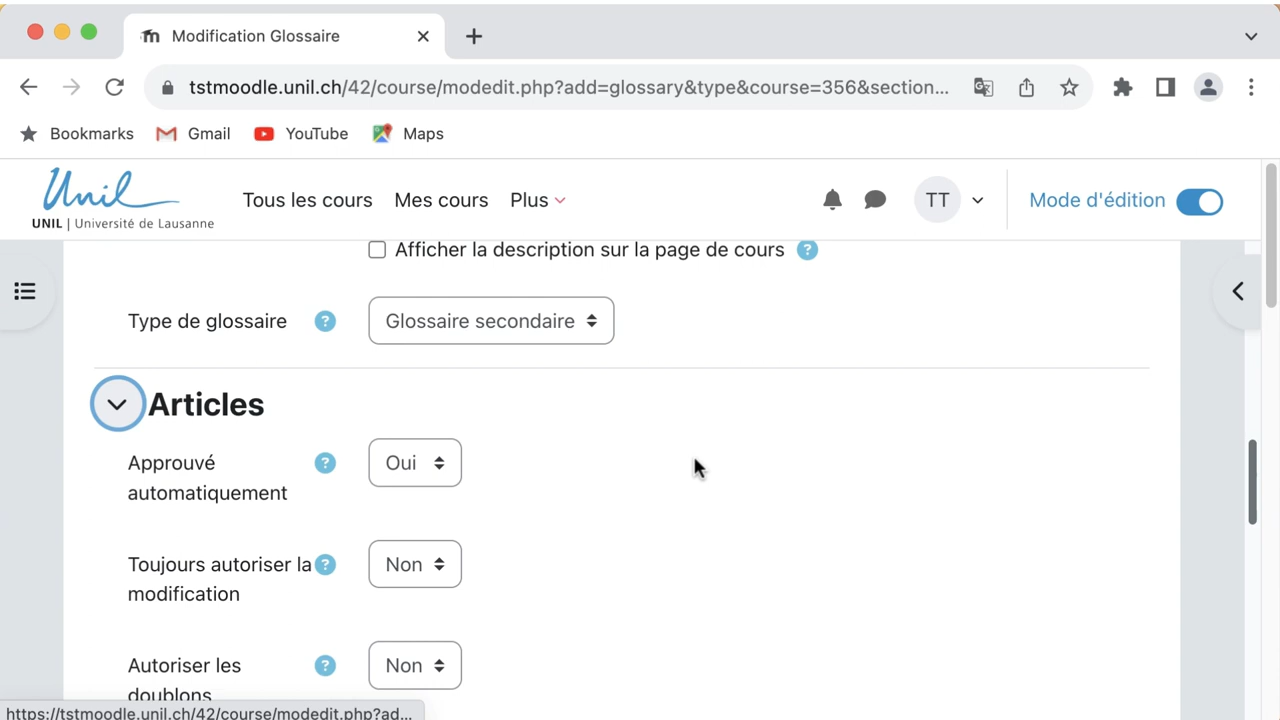 Modification Glossaire
tstmoodle.unil.ch/42/course/modedit.php?add=glossary&type&course=356&section...
Bookmarks Gmail YouTube Maps
Unil
UNIL | Université de Lausanne
Tous les cours Mes cours Plus TT Mode d'édition
Afficher la description sur la page de cours ?
Type de glossaire ? Glossaire secondaire
Articles
Approuvé ? Oui
automatiquement
Toujours autoriser la ? Non
modification
Autoriser les ? Non
doublons
https://tstmoodle.unil.ch/42/course/modedit.php?ad...